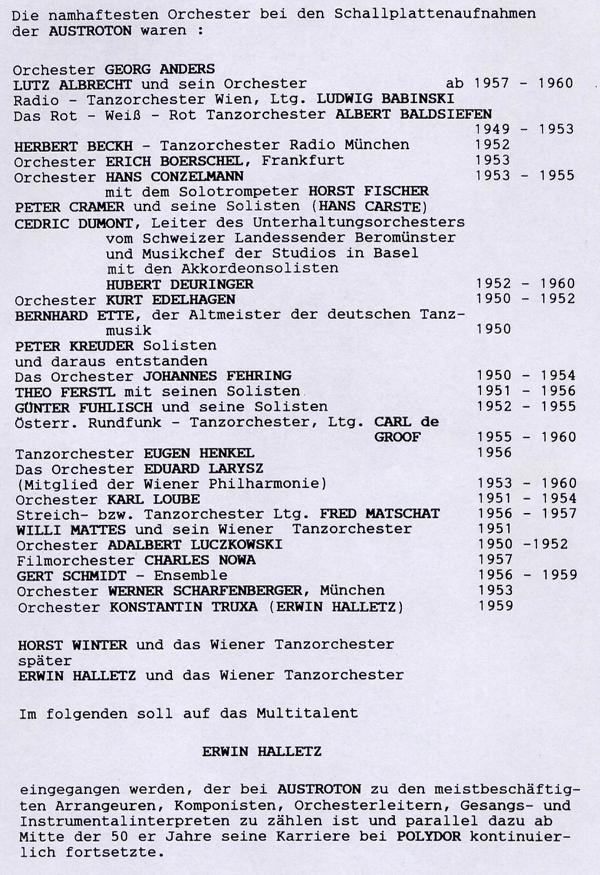 Die namhaftesten Orchester bei den Schallplattenaufnahmen
der AUSTROTON waren :
Orchester GEORG ANDERS
LUTZ ALBRECHT und sein Orchester ab 1957 - 1960
Radio - Tanzorchester Wien, Ltg. LUDWIG BABINSKI
Das Rot - Weiß - Rot Tanzorchester ALBERT BALDSIEFEN
1949 - 1953
HERBERT BECKH - Tanzorchester Radio München 1952
Orchester ERICH BOERSCHEL, Frankfurt 1953
Orchester HANS CONZELMANN 1953 - 1955
mit dem Solotrompeter HORST FISCHER
PETER CRAMER und seine Solisten (HANS CARSTE)
CEDRIC DUMONT, Leiter des Unterhaltungsorchesters
vom Schweizer Landessender Beromünster
und Musikchef der Studios in Basel
mit den Akkordeonsolisten
HUBERT DEURINGER 1952 - 1960
Orchester KURT EDELHAGEN 1950 - 1952
BERNHARD ETTE, der Altmeister der deutschen Tanz-
musik 1950
PETER KREUDER Solisten
und daraus entstanden
Das Orchester JOHANNES FEHRING 1950 - 1954
THEO FERSTL mit seinen Solisten 1951 - 1956
GÜNTER FUHLISCH und seine Solisten 1952 - 1955
Österr. Rundfunk - Tanzorchester, Ltg. CARL de
GROOF 1955 - 1960
Tanzorchester EUGEN HENKEL 1956
Das Orchester EDUARD LARYSZ
(Mitglied der Wiener Philharmonie) 1953 - 1960
Orchester KARL LOUBE 1951 - 1954
Streich- bzw. Tanzorchester Ltg. FRED MATSCHAT 1956 - 1957
WILLI MATTES und sein Wiener Tanzorchester 1951
Orchester ADALBERT LUCZKOWSKI 1950 -1952
Filmorchester CHARLES NOWA 1957
GERT SCHMIDT - Ensemble 1956 - 1959
Orchester WERNER SCHARFENBERGER, München 1953
Orchester KONSTANTIN TRUXA (ERWIN HALLETZ) 1959
HORST WINTER und das Wiener Tanzorchester
später
ERWIN HALLETZ und das Wiener Tanzorchester
Im folgenden soll auf das Multitalent
ERWIN HALLETZ
eingegangen werden, der bei AUSTROTON zu den meistbeschäftig-
ten Arrangeuren, Komponisten, Orchesterleitern, Gesangs- und
Instrumentalinterpreten zu zählen ist und parallel dazu ab
Mitte der 50 er Jahre seine Karriere bei POLYDOR kontinuier-
lich fortsetzte.